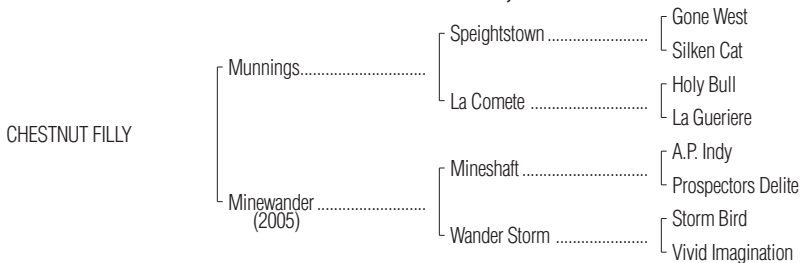 Gone West
Speightstown
Silken Cat
Munnings
Holy Bull
La Comete
La Gueriere
CHESTNUT FILLY
A.P. Indy
Mineshaft
Prospectors Delite
Minewander
(2005)
Storm Bird
Wander Storm
Vivid Imagination